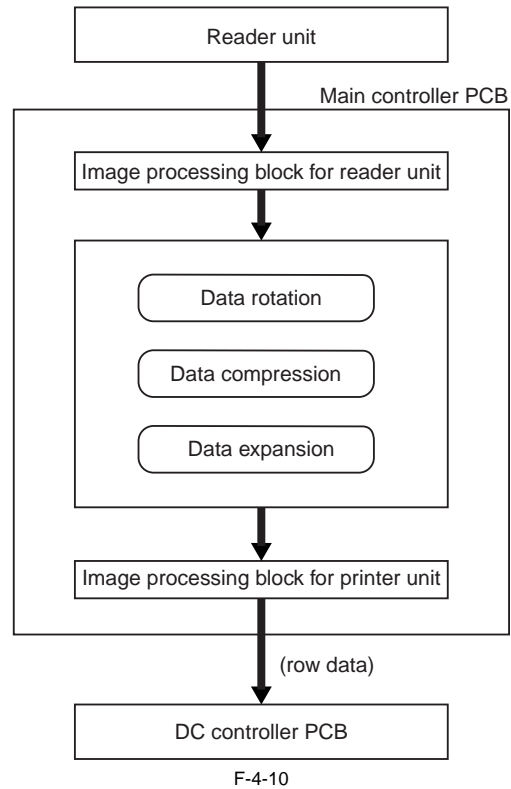 Reader unit
Main controller PCB
Image processing block for reader unit
Data rotation
Data compression
Data expansion
Image processing block for printer unit
(row data)
DC controller PCB
F-4-10